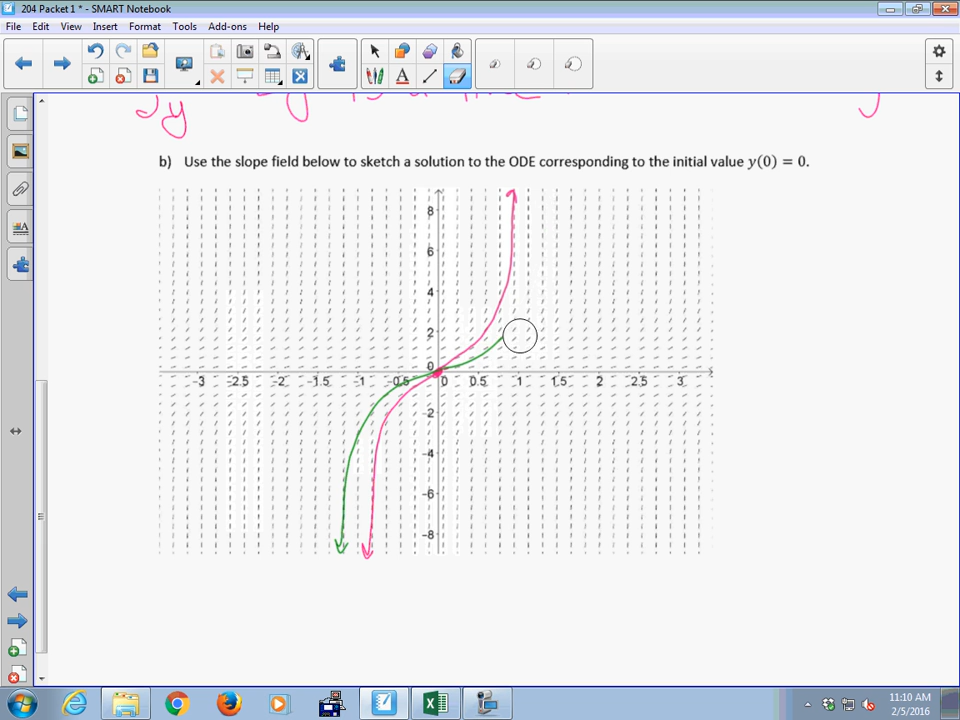 204 Packet 1 * - SMART Notebook
File Edit View Insert Format Tools Add-ons Help
2y
y
b) Use the slope field below to sketch a solution to the ODE corresponding to the initial value y(0) = 0.
8
6
4
2
0
-3 -2.5 -2 -1.5 -1 -0.5 0 0.5 1 1.5 2 2.5 3
-2
-4
-6
-8
11:10 AM
2/5/2016